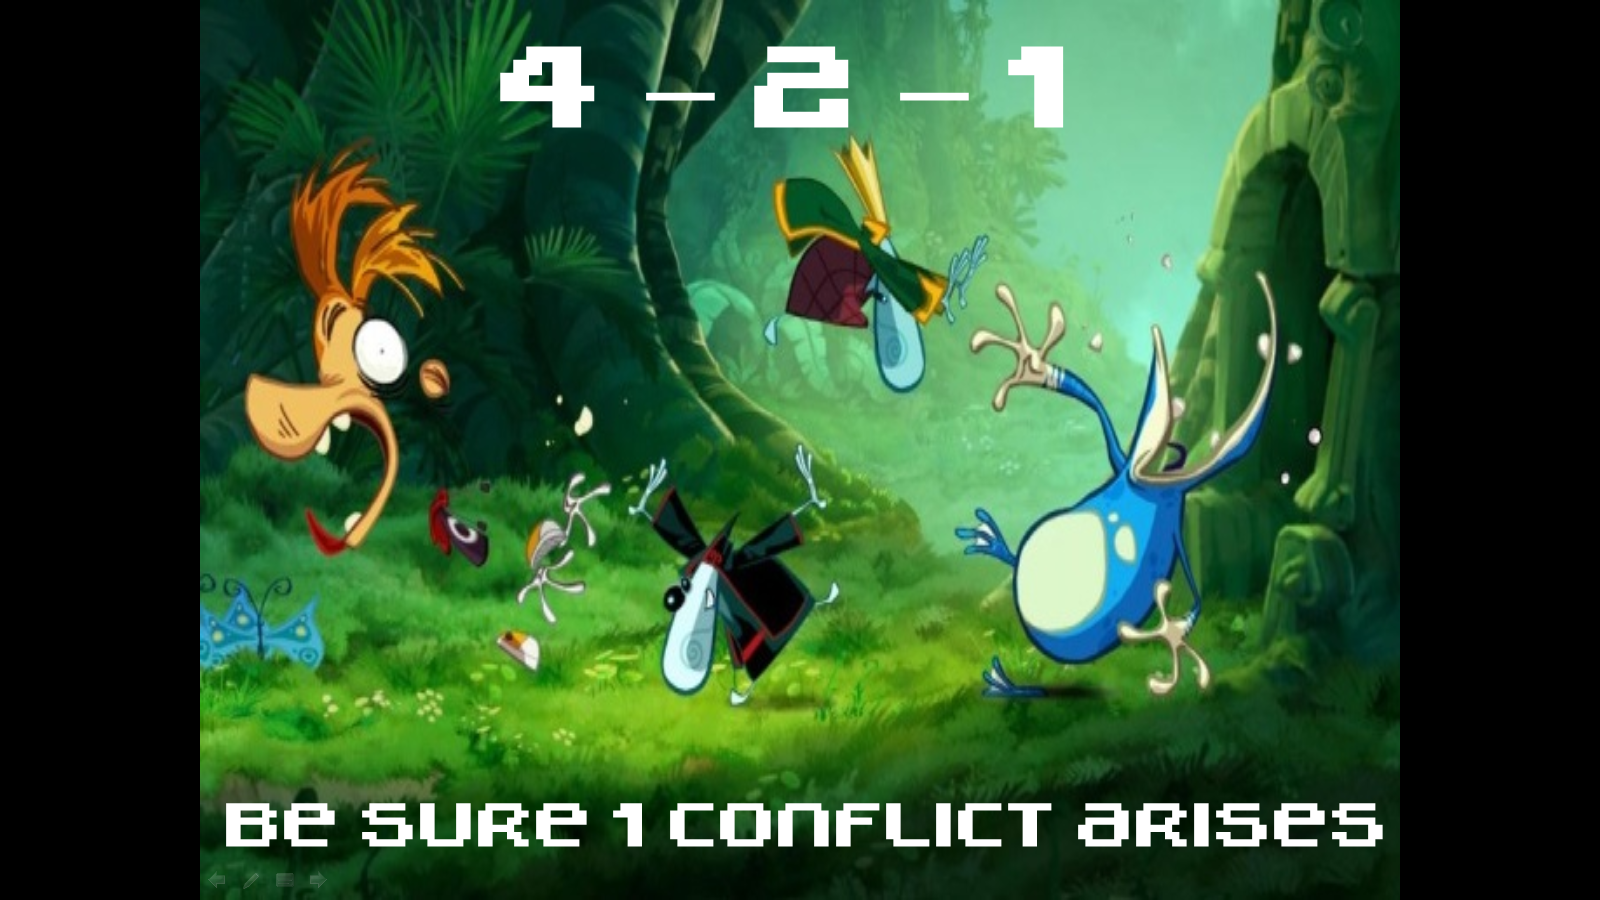 4 – 2 – 1
Be sure 1 conflict arises